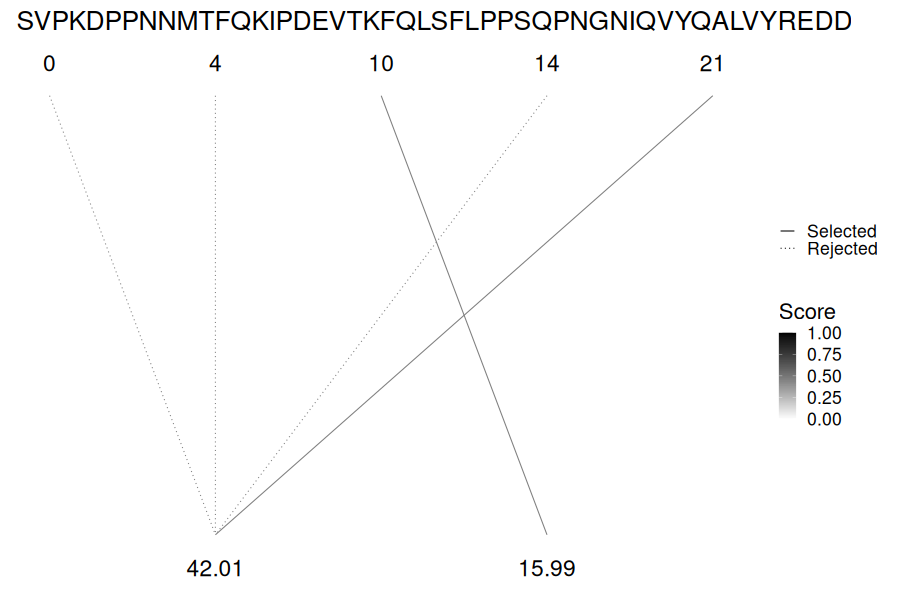 SVPKDPPNNMTFQKIPDEVTKFQLSFLPPSQPNGNIQVYQALVYREDD
0 4 10 14 21
Selected
Rejected
Score
1.00
0.75
0.50
0.25
0.00
42.01 15.99